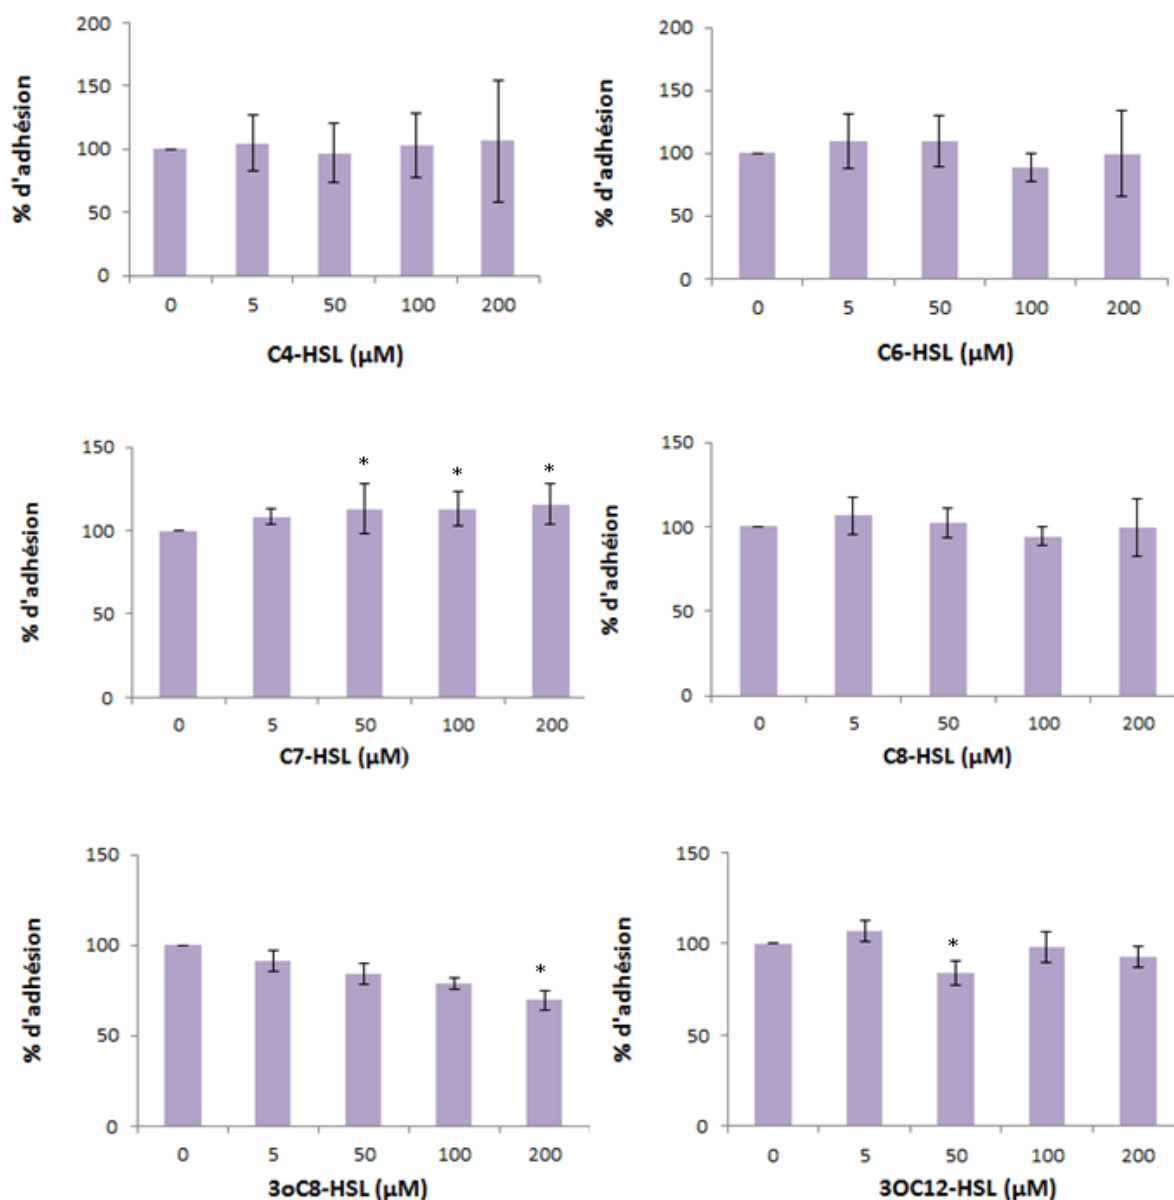 % d'adhésion
200
150
100
50
0
0 5 50 100 200
C4-HSL (µM)
% d'adhésion
200
150
100
50
0
0 5 50 100 200
C6-HSL (µM)
% d'adhésion
150
100
50
0
* * *
0 5 50 100 200
C7-HSL (µM)
% d'adhéion
150
100
50
0
0 5 50 100 200
C8-HSL (µM)
% d'adhésion
150
100
50
0
*
0 5 50 100 200
3oC8-HSL (µM)
% d'adhésion
150
100
50
0
*
0 5 50 100 200
3OC12-HSL (µM)